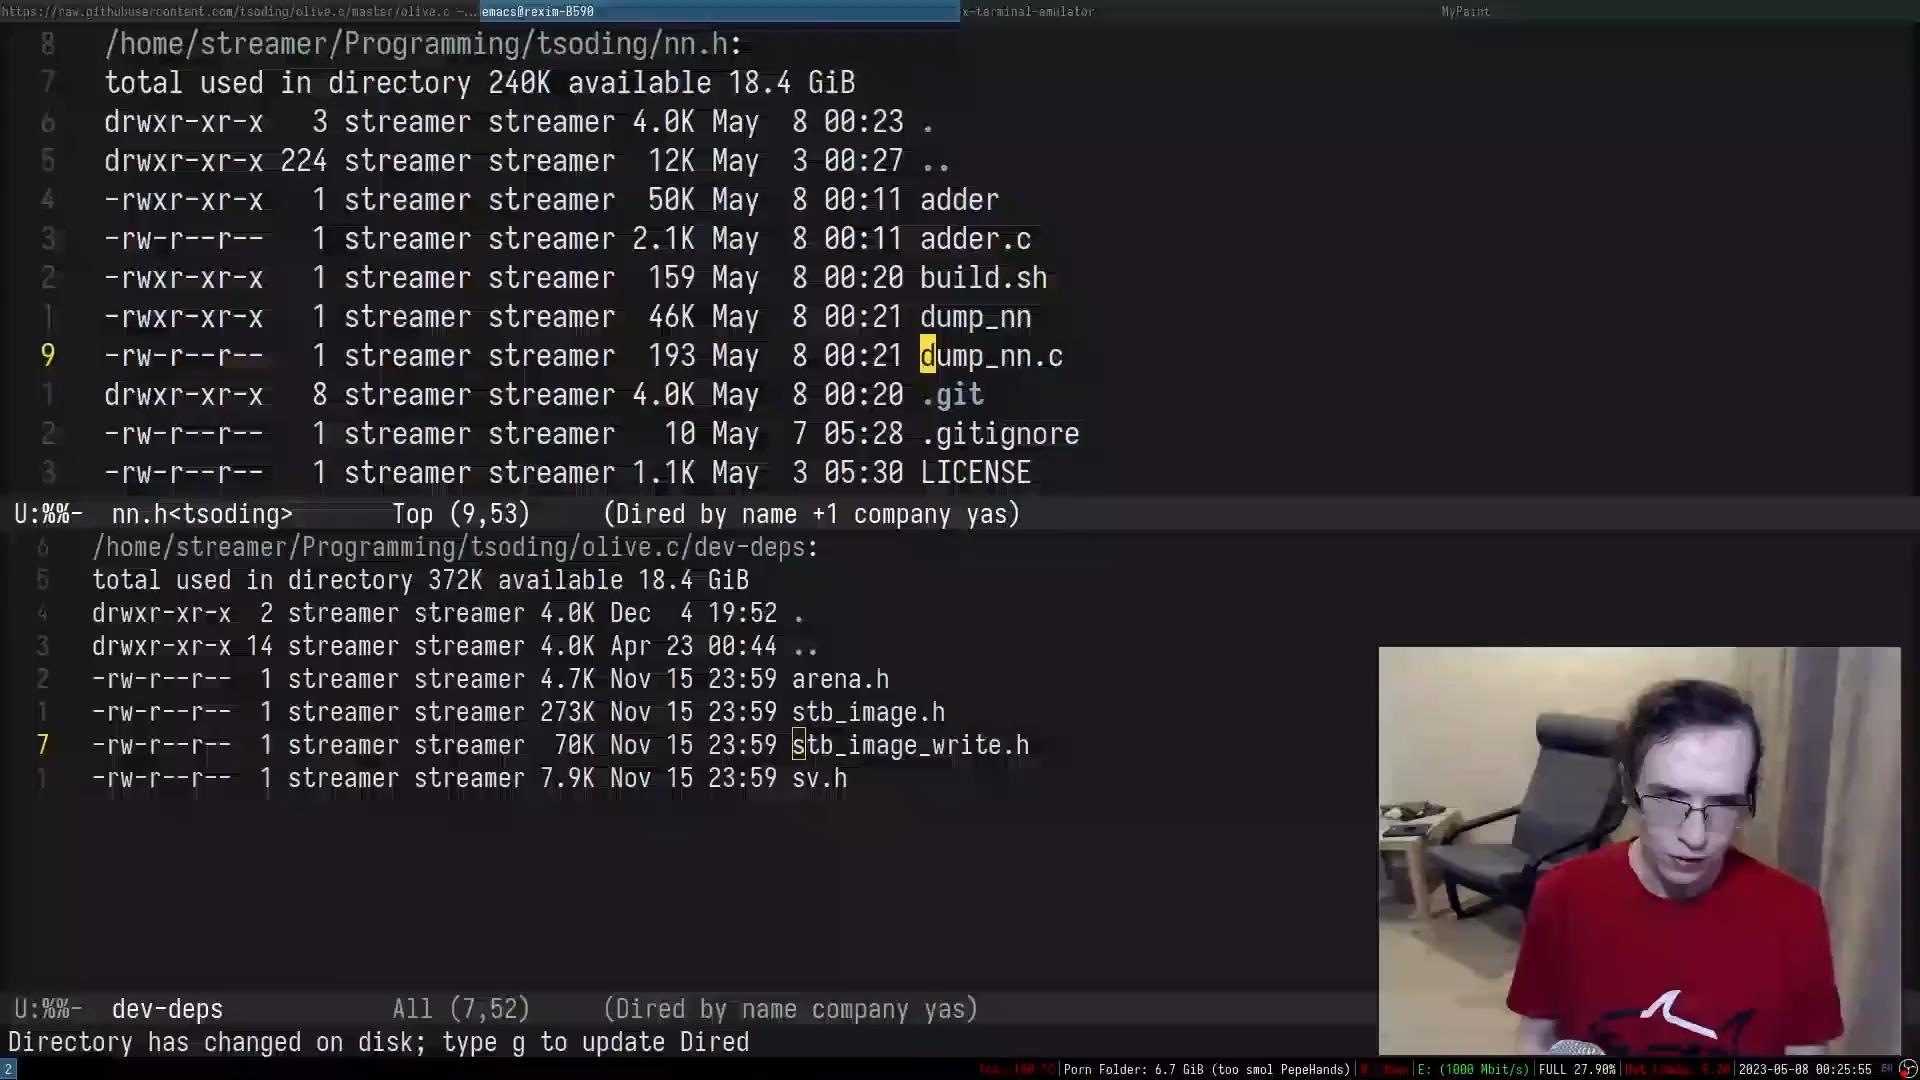 https://raw.githubusercontent.com/tsoding/olive.c/master/olive.c —... emacs@rexim-B590 x-terminal-emulator MyPaint
8 /home/streamer/Programming/tsoding/nn.h:
7 total used in directory 240K available 18.4 GiB
6 drwxr-xr-x 3 streamer streamer 4.0K May 8 00:23 .
5 drwxr-xr-x 224 streamer streamer 12K May 3 00:27 ..
4 -rwxr-xr-x 1 streamer streamer 50K May 8 00:11 adder
3 -rw-r--r-- 1 streamer streamer 2.1K May 8 00:11 adder.c
2 -rwxr-xr-x 1 streamer streamer 159 May 8 00:20 build.sh
1 -rwxr-xr-x 1 streamer streamer 46K May 8 00:21 dump_nn
9 -rw-r--r-- 1 streamer streamer 193 May 8 00:21 dump_nn.c
1 drwxr-xr-x 8 streamer streamer 4.0K May 8 00:20 .git
2 -rw-r--r-- 1 streamer streamer 10 May 7 05:28 .gitignore
3 -rw-r--r-- 1 streamer streamer 1.1K May 3 05:30 LICENSE
U:%%- nn.h<tsoding> Top (9,53) (Dired by name +1 company yas)
6 /home/streamer/Programming/tsoding/olive.c/dev-deps:
5 total used in directory 372K available 18.4 GiB
4 drwxr-xr-x 2 streamer streamer 4.0K Dec 4 19:52 .
3 drwxr-xr-x 14 streamer streamer 4.0K Apr 23 00:44 ..
2 -rw-r--r-- 1 streamer streamer 4.7K Nov 15 23:59 arena.h
1 -rw-r--r-- 1 streamer streamer 273K Nov 15 23:59 stb_image.h
7 -rw-r--r-- 1 streamer streamer 70K Nov 15 23:59 stb_image_write.h
1 -rw-r--r-- 1 streamer streamer 7.9K Nov 15 23:59 sv.h
U:%%- dev-deps All (7,52) (Dired by name company yas)
Directory has changed on disk; type g to update Dired
2 Porn Folder: 6.7 GiB (too smol PepeHands) E: (1000 Mbit/s) FULL 27.90% 2023-05-08 00:25:55